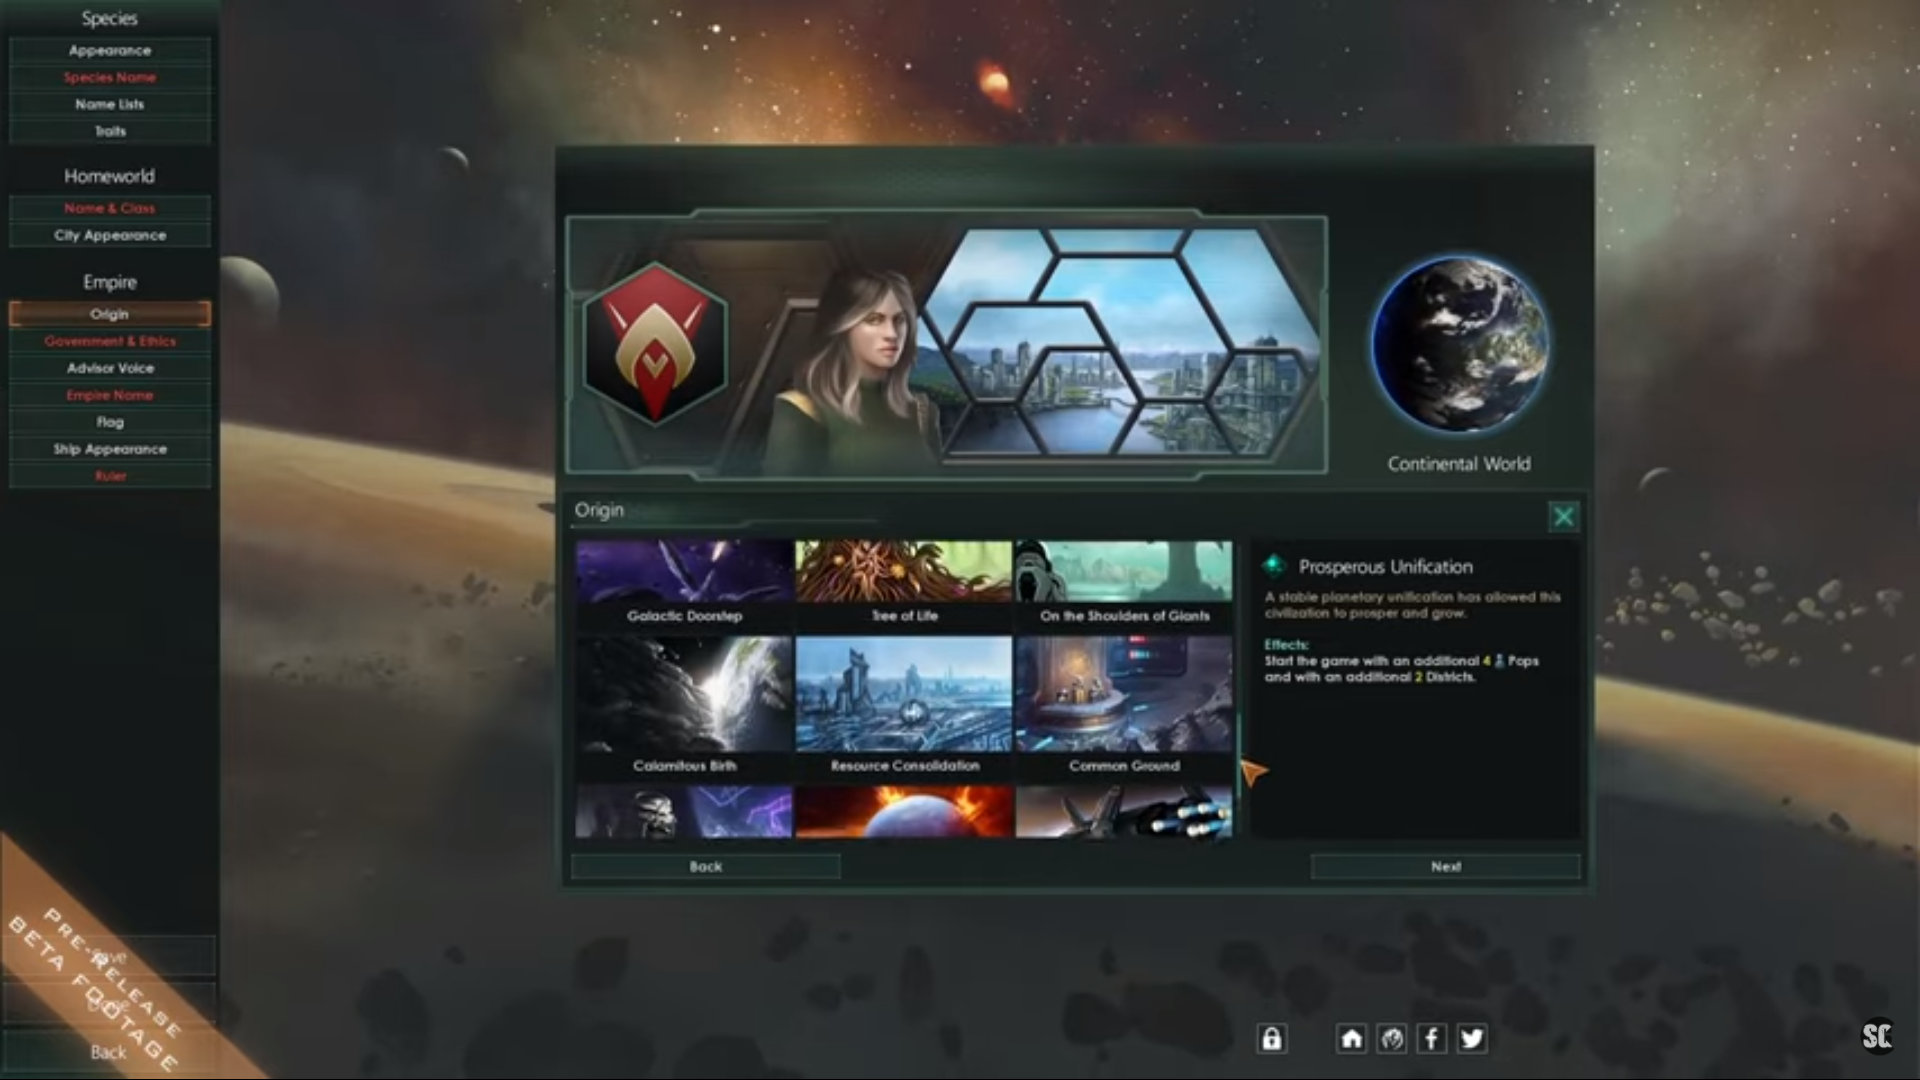 Species
Appearance
Species Name
Name Lists
Traits
Homeworld
Name & Class
City Appearance
Empire
Origin
Government & Ethics
Advisor Voice
Empire Name
Flag
Ship Appearance
Ruler
Back
PRE-RELEASE
BETA FOOTAGE
Continental World
Origin
Galactic Doorstep
Tree of Life
On the Shoulders of Giants
Calamitous Birth
Resource Consolidation
Common Ground
Prosperous Unification
A stable planetary unification has allowed this
civilization to prosper and grow.
Effects:
Start the game with an additional 4 Pops
and with an additional 2 Districts.
Back
Next
SC